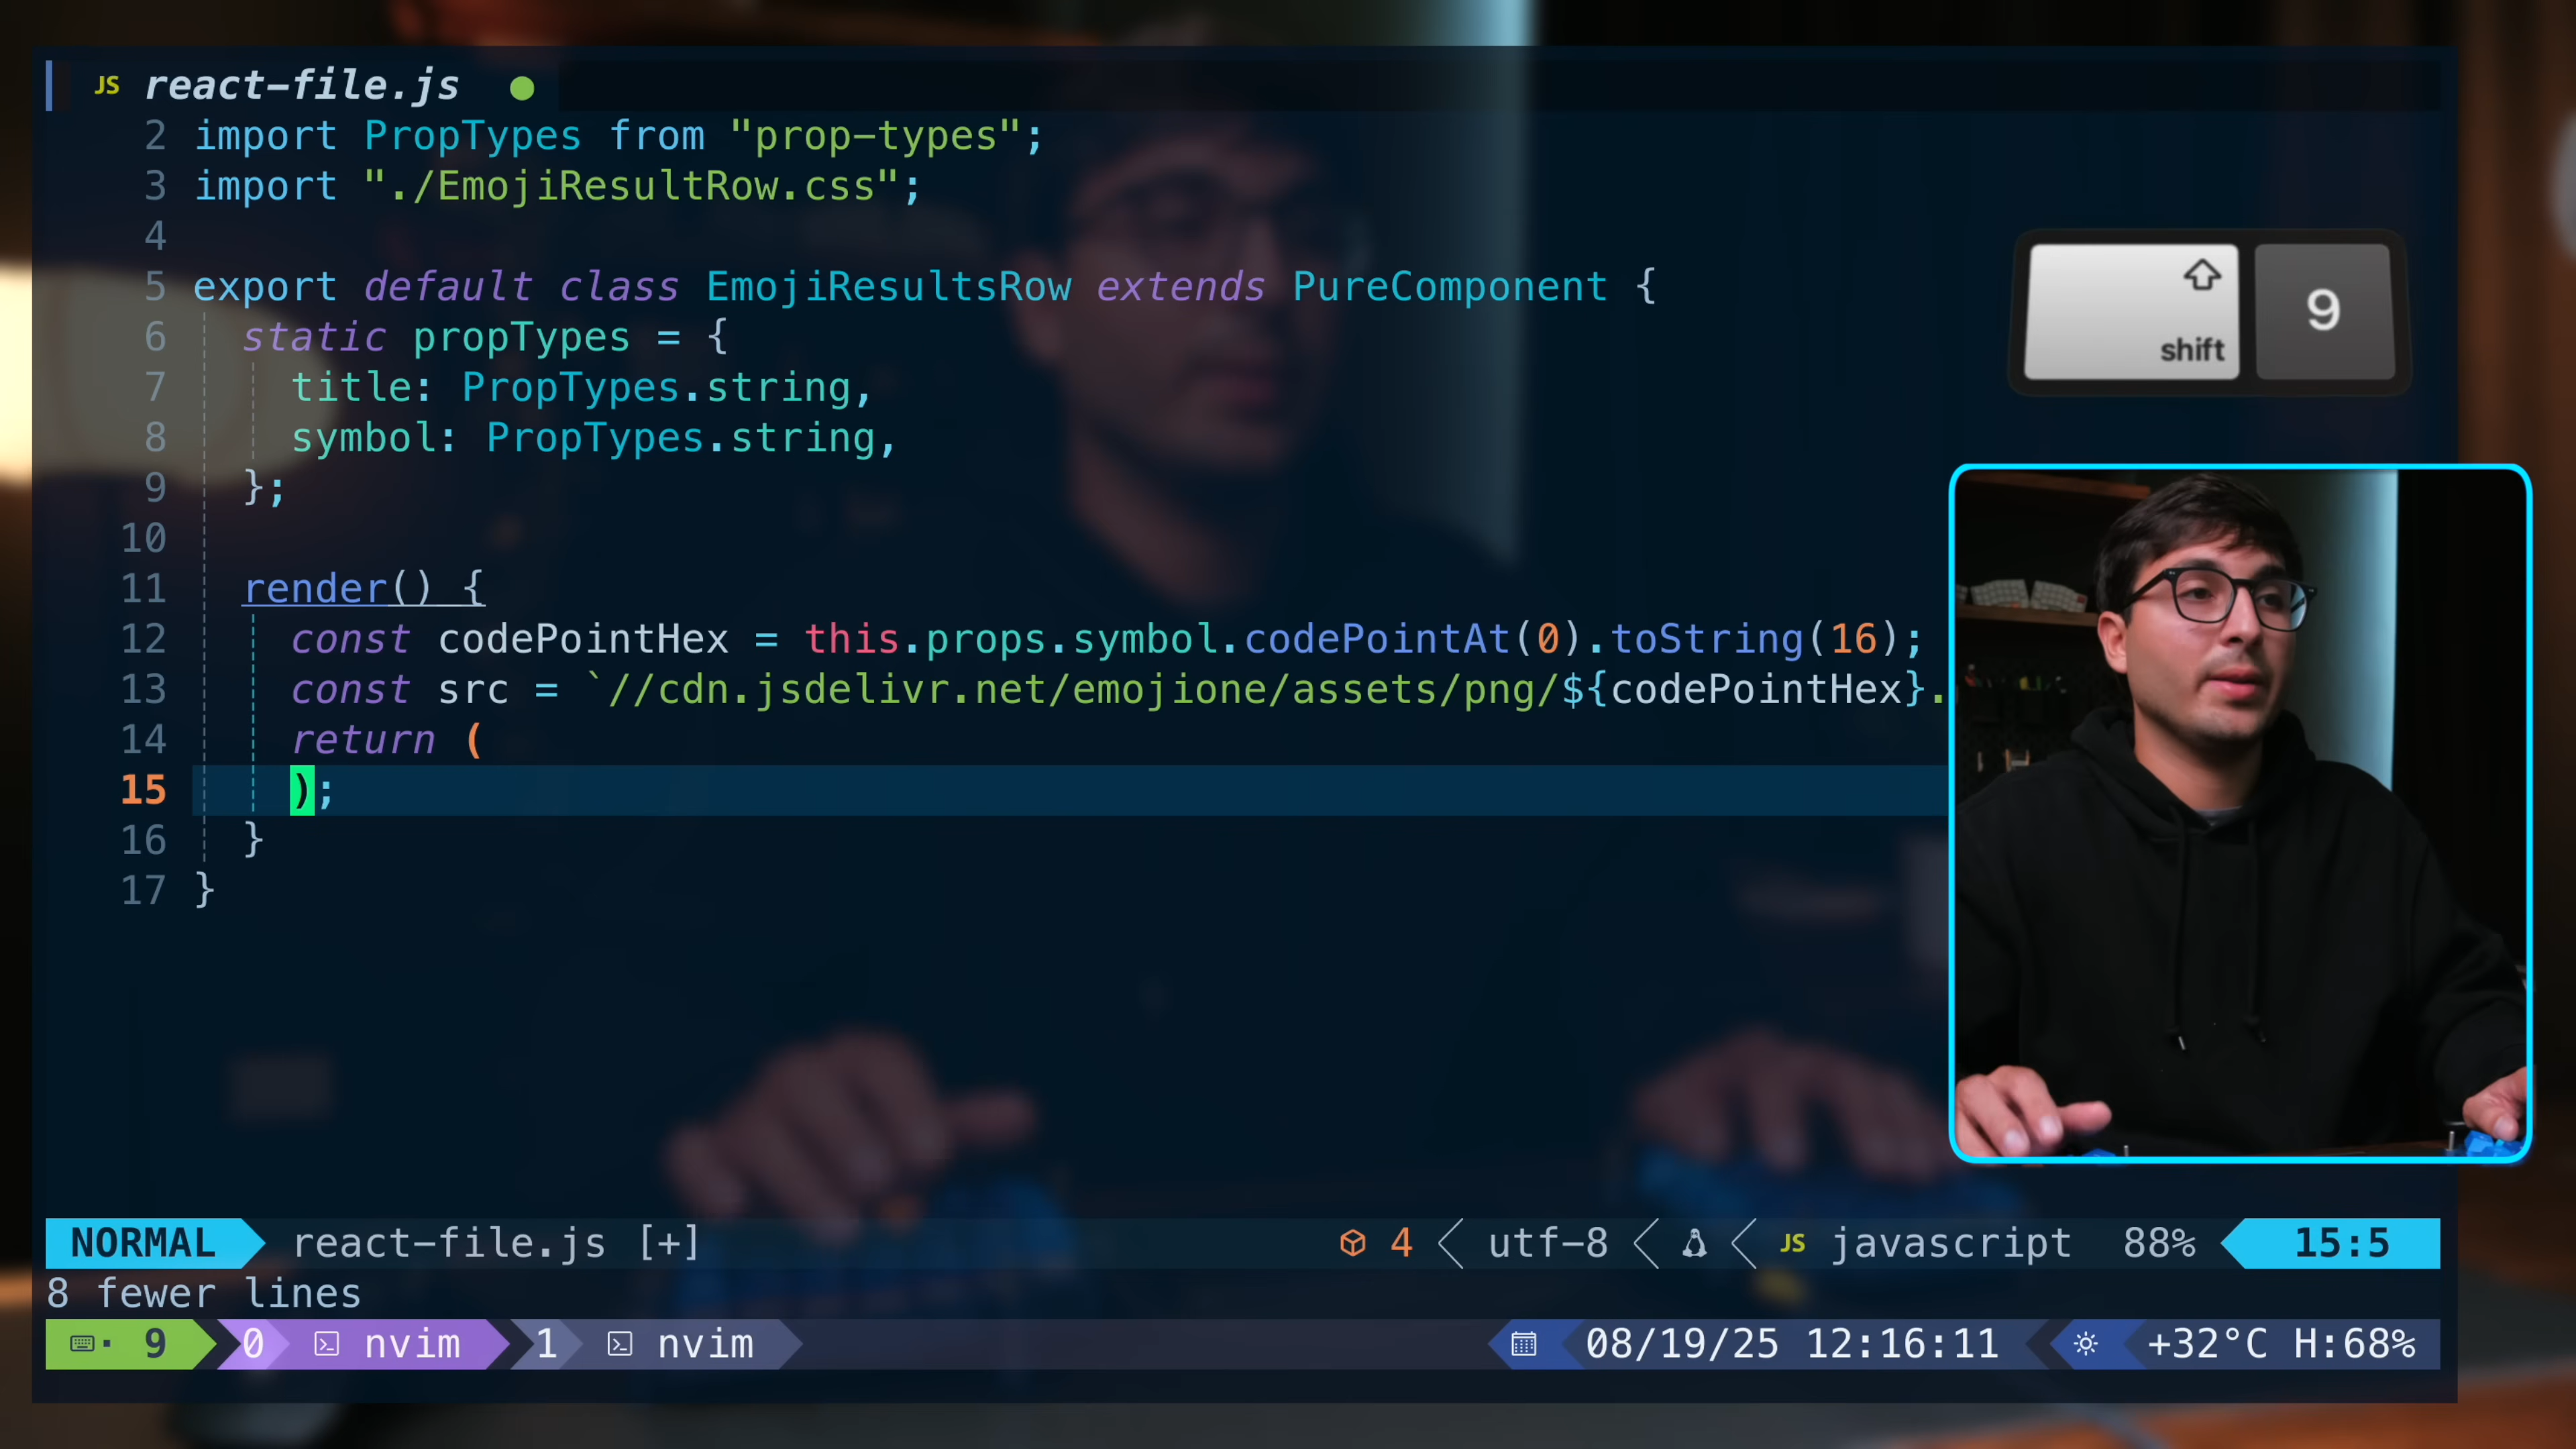 JS react-file.js
2 import PropTypes from "prop-types";
3 import "./EmojiResultRow.css";
4
5 export default class EmojiResultsRow extends PureComponent {
6 static propTypes = {
7 title: PropTypes.string,
8 symbol: PropTypes.string,
9 };
10
11 render() {
12 const codePointHex = this.props.symbol.codePointAt(0).toString(16);
13 const src = `//cdn.jsdelivr.net/emojione/assets/png/${codePointHex}.
14 return (
15 );
16 }
17 }
shift 9
NORMAL react-file.js [+] 4 utf-8 JS javascript 88% 15:5
8 fewer lines
9 0 nvim 1 nvim 08/19/25 12:16:11 +32°C H:68%